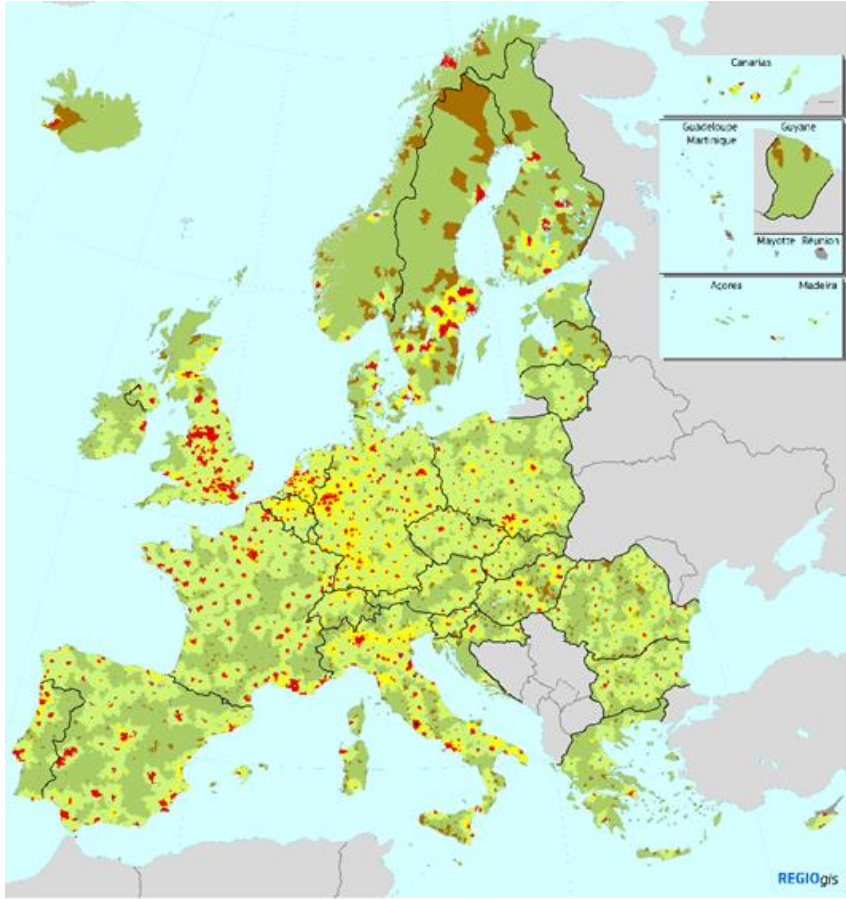 Canarias
Guadeloupe
Martinique
Guyane
Mayotte Réunion
Açores Madeira
REGIOgis